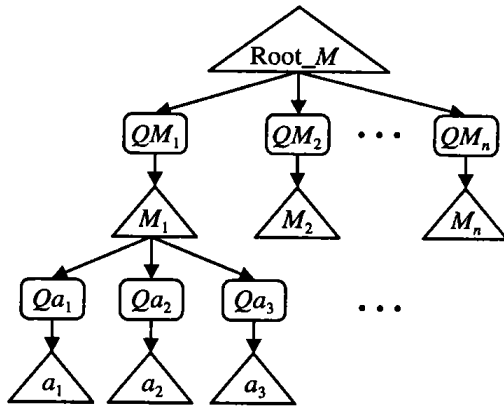 Root_M
QM₁ QM₂ • • • QMₙ
M₁ M₂ Mₙ
Qa₁ Qa₂ Qa₃ • • •
a₁ a₂ a₃